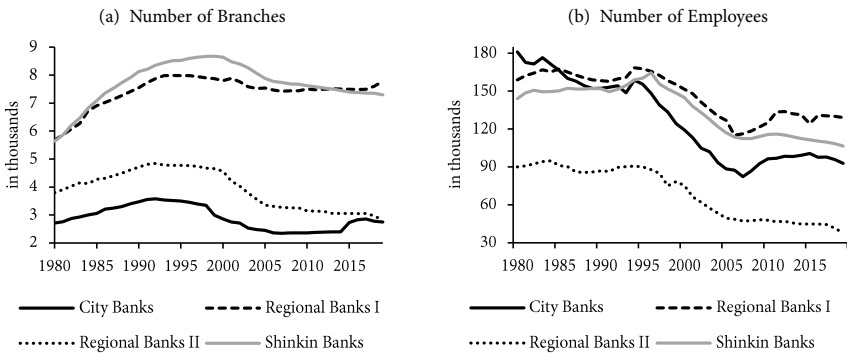 (a) Number of Branches
9
8
7
6
5
4
3
2
in thousands
1980 1985 1990 1995 2000 2005 2010 2015
City Banks Regional Banks I
Regional Banks II Shinkin Banks
(b) Number of Employees
180
150
120
90
60
30
in thousands
1980 1985 1990 1995 2000 2005 2010 2015
City Banks Regional Banks I
Regional Banks II Shinkin Banks